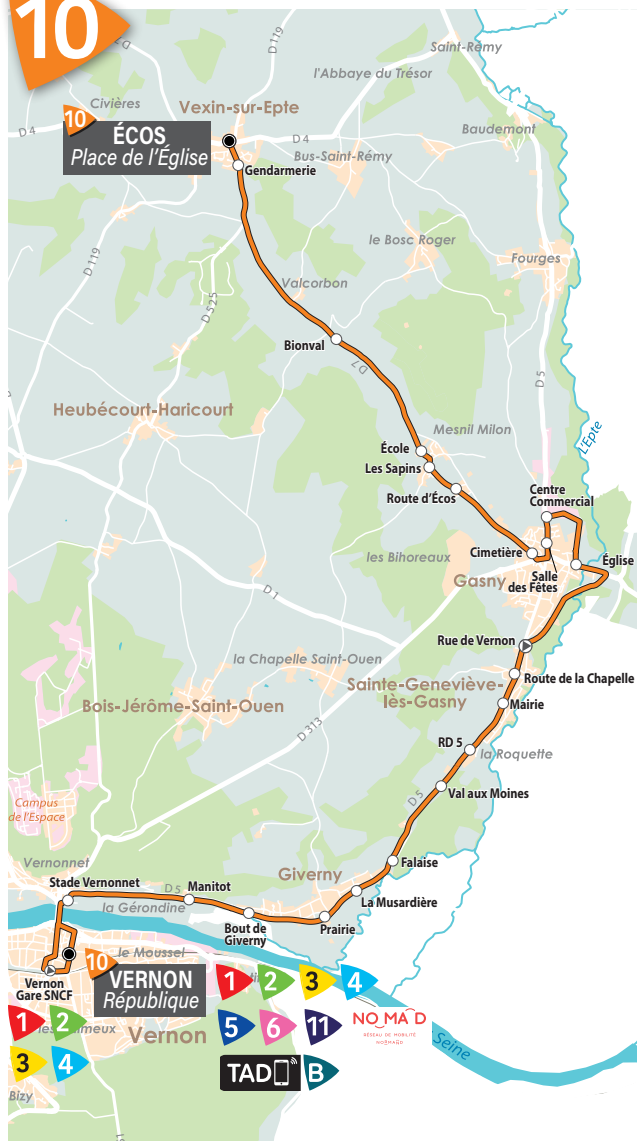 10
D 119
Saint-Rémy
l'Abbaye du Trésor
Civières
Vexin-sur-Epte
D 4
10
ÉCOS
Place de l'Église
D 4
Baudemont
Bus-Saint-Rémy
Gendarmerie
le Bosc Roger
Fourges
D 119
Valcorbon
D 525
Bionval
D7
D 5
Heubécourt-Haricourt
Mesnil Milon
L'Epte
École
Les Sapins
Route d'Écos
Centre
Commercial
les Bihoreaux
Cimetière
Église
Gasny
Salle
des Fêtes
D 1
Rue de Vernon
la Chapelle Saint-Ouen
Route de la Chapelle
Sainte-Geneviève-
lès-Gasny
Mairie
Bois-Jérôme-Saint-Ouen
D 313
RD 5
la Roquette
Val aux Moines
D 5
Campus
de l'Espace
Vernonnet
Falaise
Giverny
Stade Vernonnet
D 5
Manitot
La Musardière
la Gérondine
Bout de
Giverny
Prairie
le Moussel
10
VERNON
République
Vernon
Gare SNCF
1 2 3 4
1 2
Vernon
5 6 11
NOMAD
RÉSEAU DE MOBILITÉ
NORMAND
Seine
3 4
TAD
B
Bizy